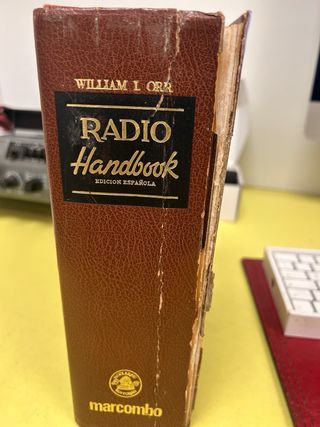 WILLIAM I. ORR
RADIO
Handbook
EDICION ESPAÑOLA
marcombo